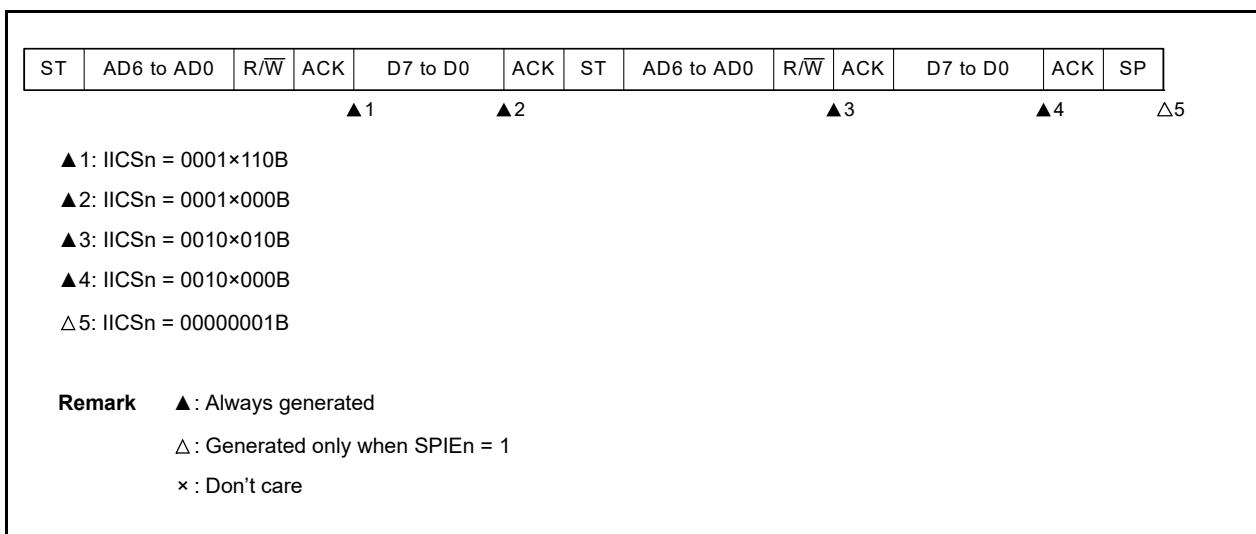 ST AD6 to AD0 R/W̅ ACK D7 to D0 ACK ST AD6 to AD0 R/W̅ ACK D7 to D0 ACK SP
▲1 ▲2 ▲3 ▲4 △5
▲1: IICSn = 0001×110B
▲2: IICSn = 0001×000B
▲3: IICSn = 0010×010B
▲4: IICSn = 0010×000B
△5: IICSn = 00000001B
Remark ▲: Always generated
△: Generated only when SPIEn = 1
×: Don't care